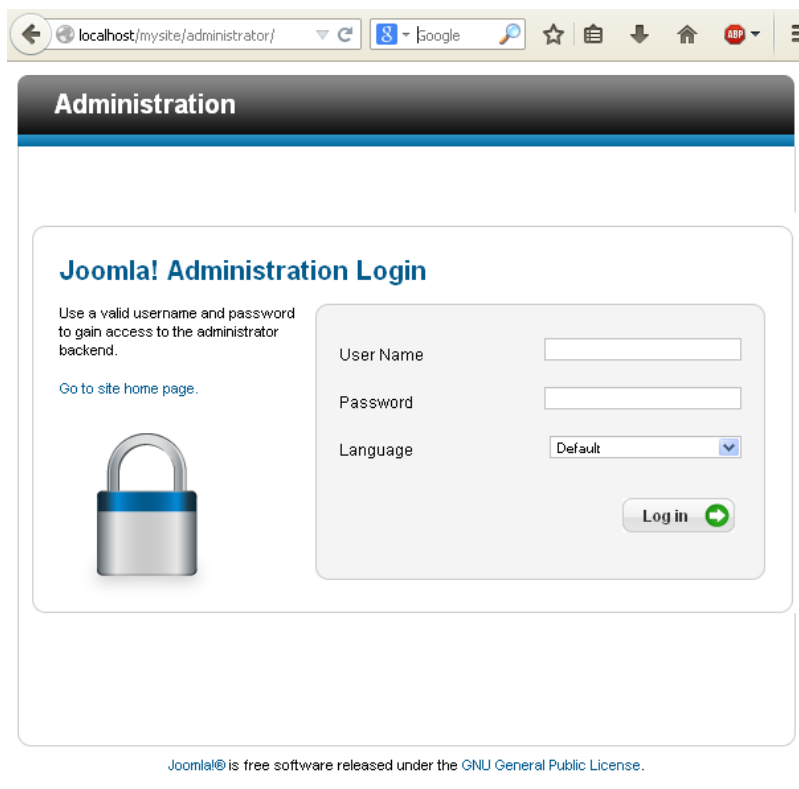 localhost/mysite/administrator/
8 Google
ABP
Administration
Joomla! Administration Login
Use a valid username and password
to gain access to the administrator
backend.
Go to site home page.
User Name
Password
Language
Default
Log in
Joomla!® is free software released under the GNU General Public License.